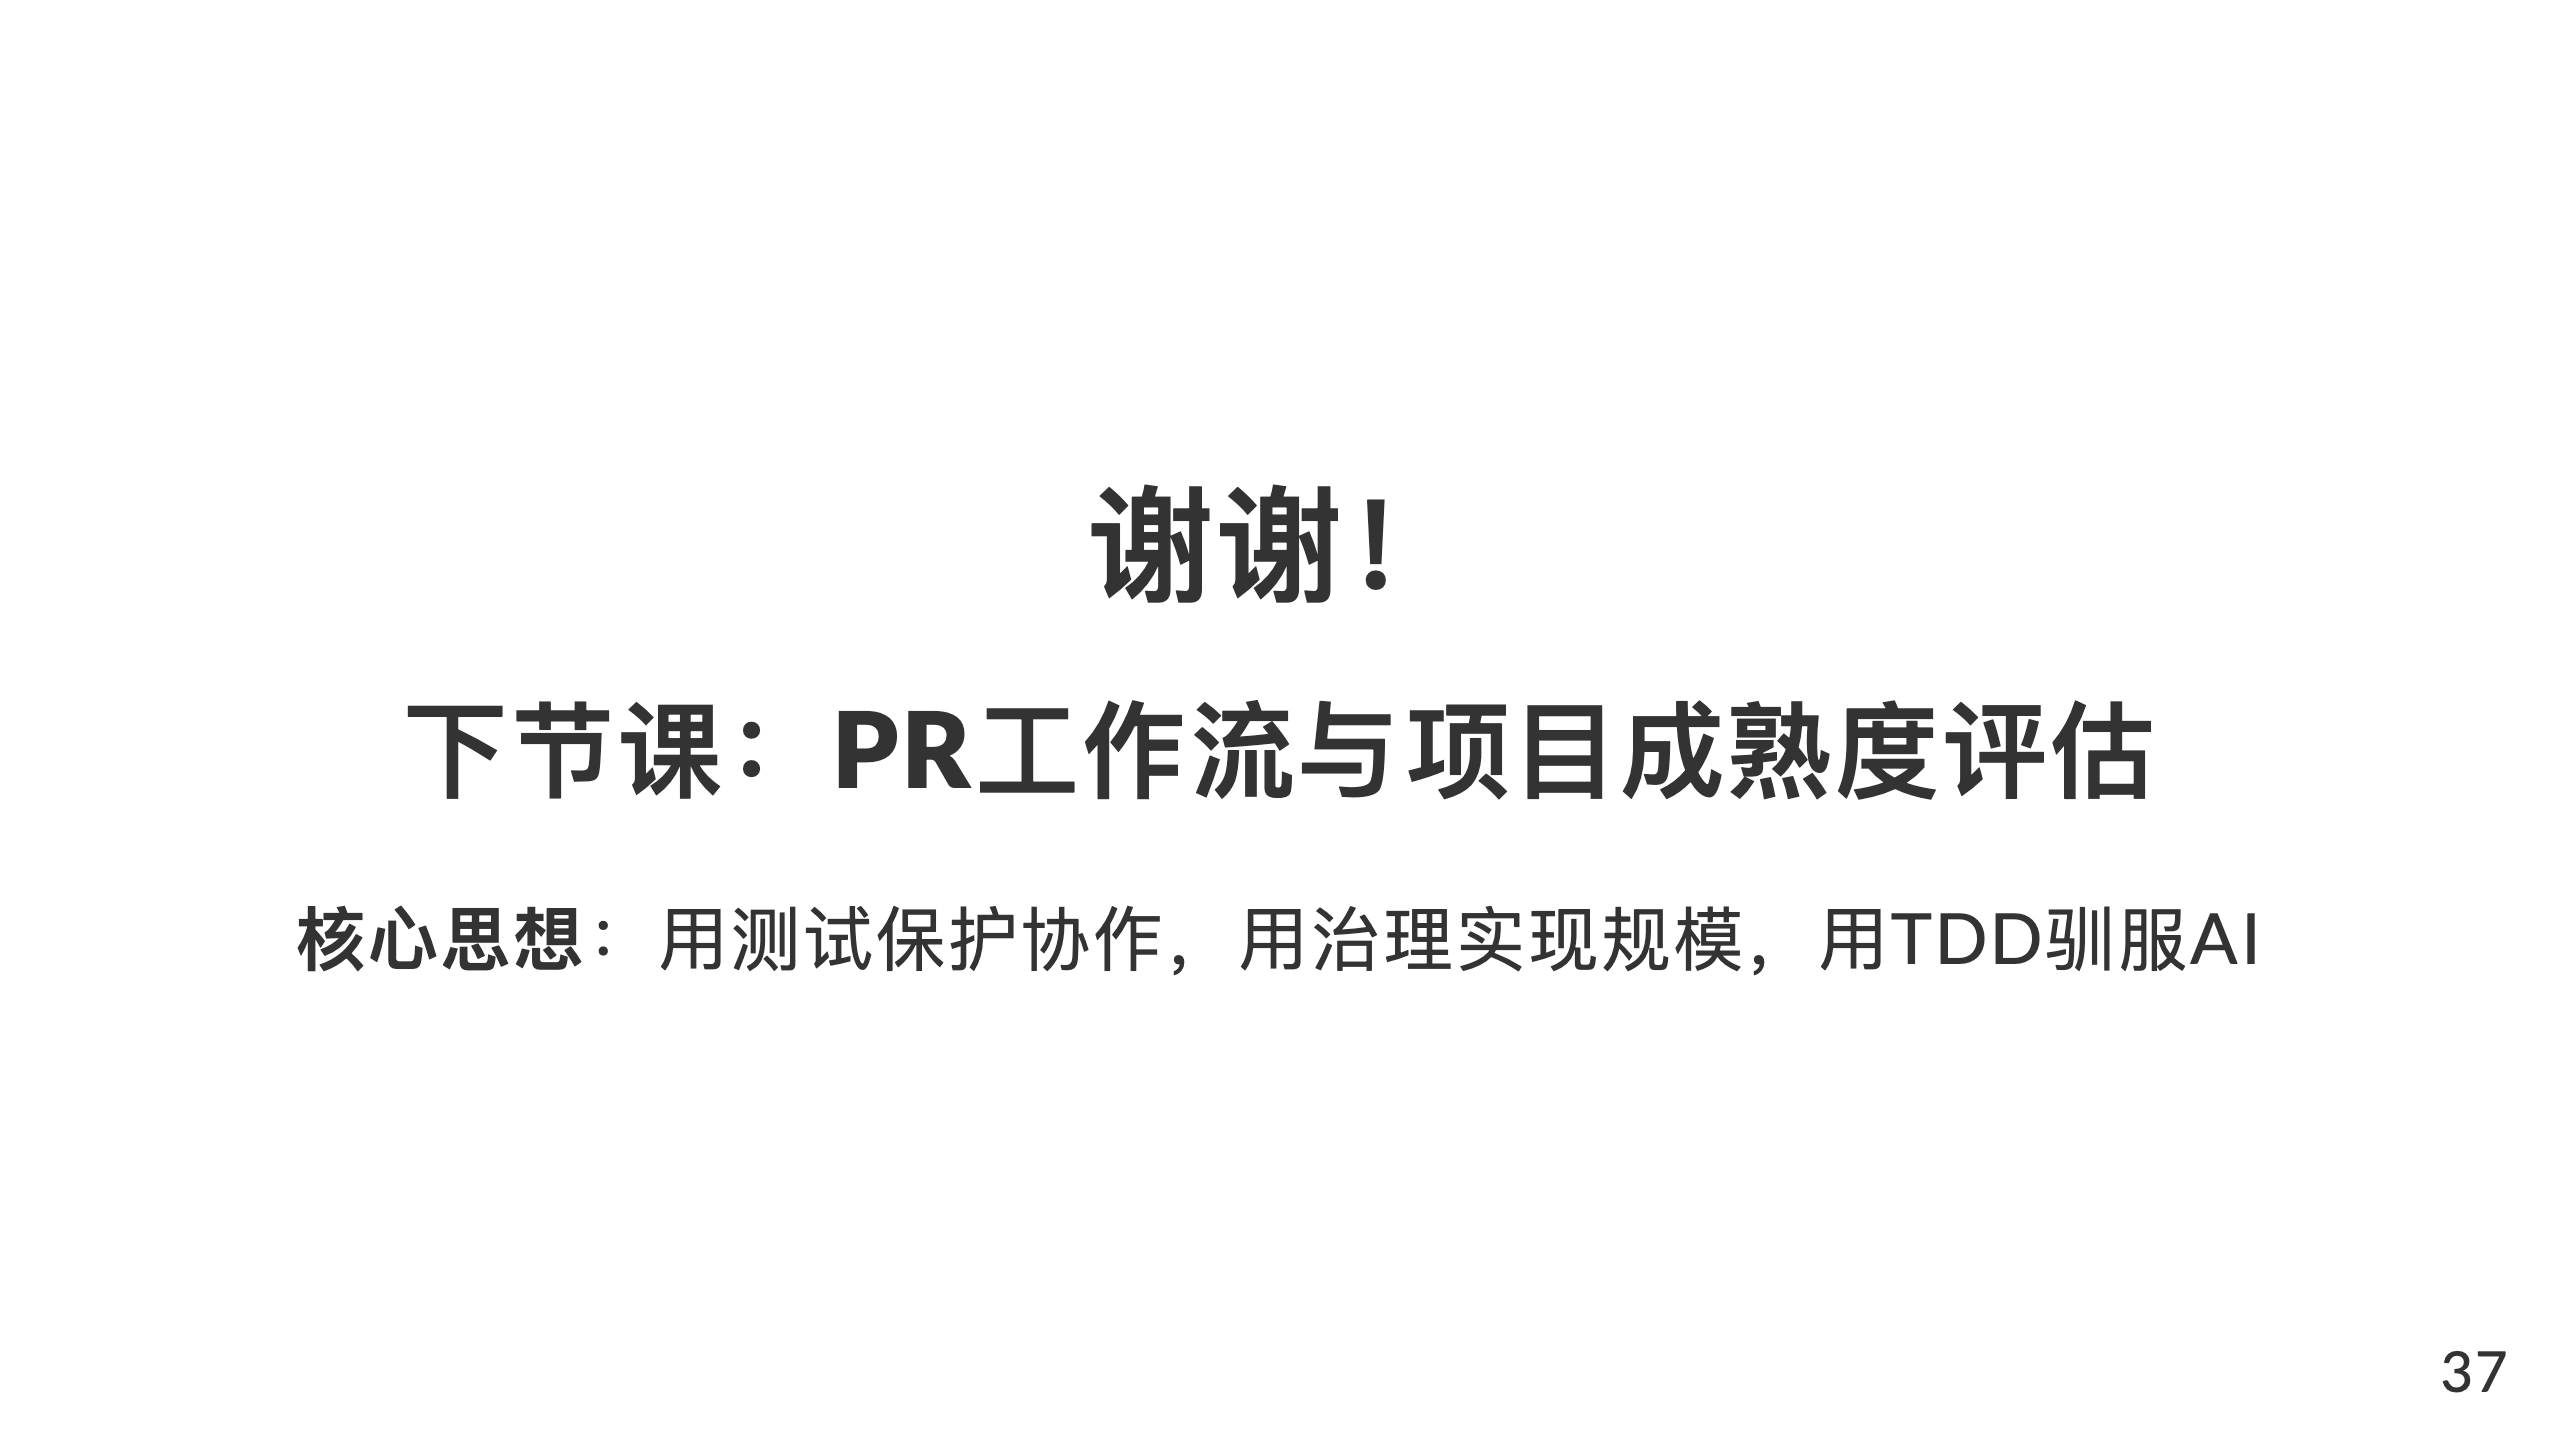 谢谢！
下节课：PR工作流与项目成熟度评估
核心思想：用测试保护协作，用治理实现规模，用TDD驯服AI
37